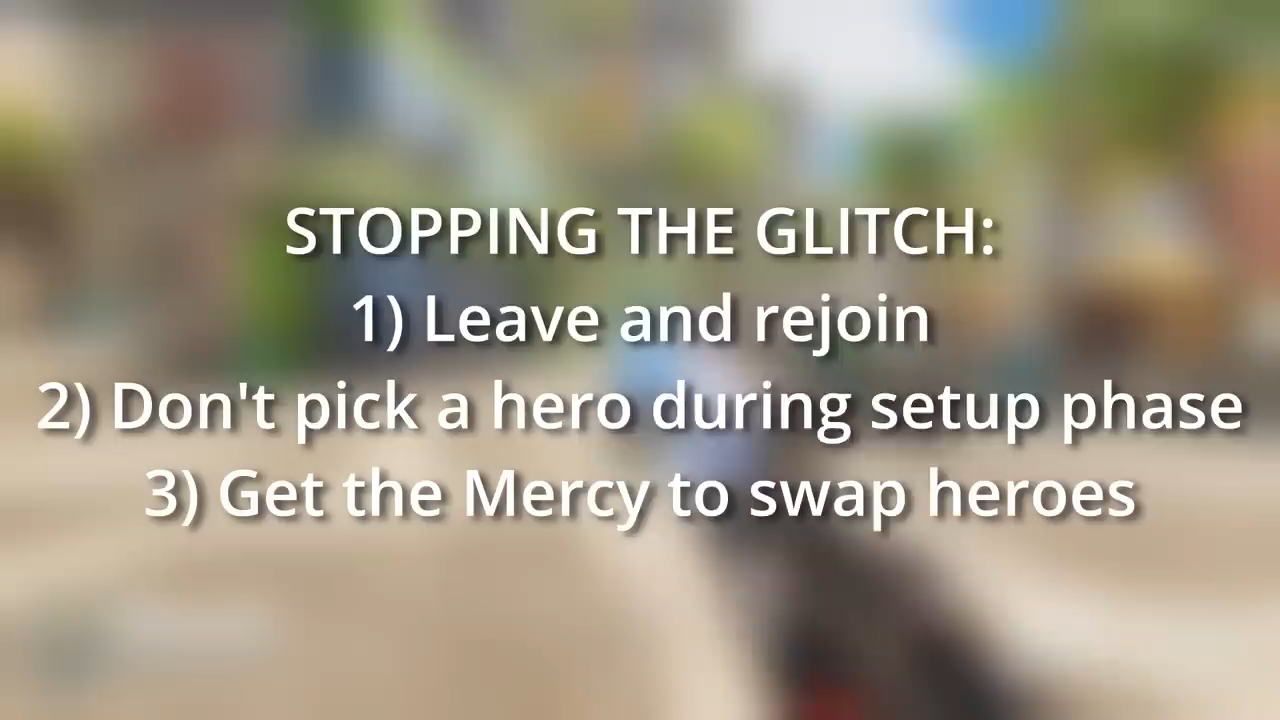 STOPPING THE GLITCH:
1) Leave and rejoin
2) Don't pick a hero during setup phase
3) Get the Mercy to swap heroes